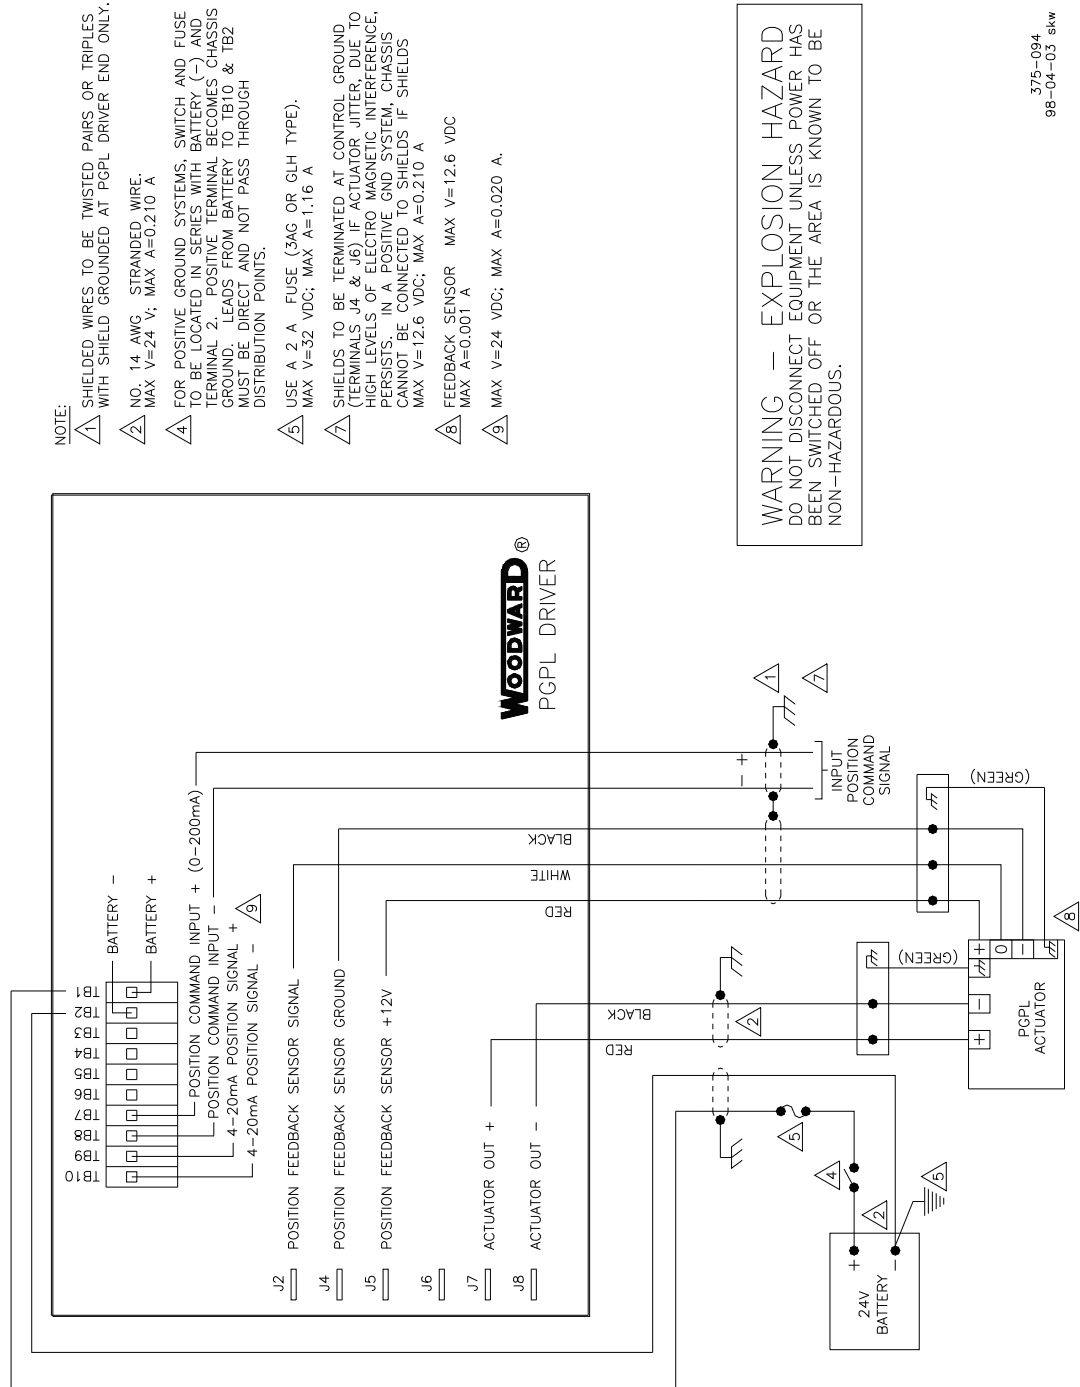 NOTE:
1 SHIELDED WIRES TO BE TWISTED PAIRS OR TRIPLES
WITH SHIELD GROUNDED AT PGPL DRIVER END ONLY.
2 NO. 14 AWG STRANDED WIRE.
MAX V=24 V; MAX A=0.210 A
4 FOR POSITIVE GROUND SYSTEMS, SWITCH AND FUSE
TO BE LOCATED IN SERIES WITH BATTERY (-) AND
TERMINAL 2. POSITIVE TERMINAL BECOMES CHASSIS
GROUND. LEADS FROM BATTERY TO TB10 & TB2
MUST BE DIRECT AND NOT PASS THROUGH
DISTRIBUTION POINTS.
5 USE A 2 A FUSE (3AG OR GLH TYPE).
MAX V=32 VDC; MAX A=1.16 A
7 SHIELDS TO BE TERMINATED AT CONTROL GROUND
(TERMINALS J4 & J6) IF ACTUATOR JITTER, DUE TO
HIGH LEVELS OF ELECTRO MAGNETIC INTERFERENCE,
PERSISTS. IN A POSITIVE GND SYSTEM, CHASSIS
CANNOT BE CONNECTED TO SHIELDS IF SHIELDS
MAX V=12.6 VDC; MAX A=0.210 A
8 FEEDBACK SENSOR MAX V=12.6 VDC
MAX A=0.001 A
9 MAX V=24 VDC; MAX A=0.020 A.
WARNING - EXPLOSION HAZARD
DO NOT DISCONNECT EQUIPMENT UNLESS POWER HAS
BEEN SWITCHED OFF OR THE AREA IS KNOWN TO BE
NON-HAZARDOUS.
375-094
98-04-03 skw
WOODWARD ®
PGPL DRIVER
TB1
TB2
TB3
TB4
TB5
TB6
TB7
TB8
TB9
TB10
BATTERY -
BATTERY +
POSITION COMMAND INPUT + (0-200mA)
POSITION COMMAND INPUT -
4-20mA POSITION SIGNAL +
4-20mA POSITION SIGNAL - 9
J2 POSITION FEEDBACK SENSOR SIGNAL
J4 POSITION FEEDBACK SENSOR GROUND
J5 POSITION FEEDBACK SENSOR +12V
J6
J7 ACTUATOR OUT +
J8 ACTUATOR OUT -
BLACK
WHITE
RED
BLACK
RED
- +
INPUT
POSITION
COMMAND
SIGNAL
1
7
(GREEN)
(GREEN)
2
8
+ 0 -
+ -
PGPL
ACTUATOR
5
4
2
5
+ -
24V
BATTERY